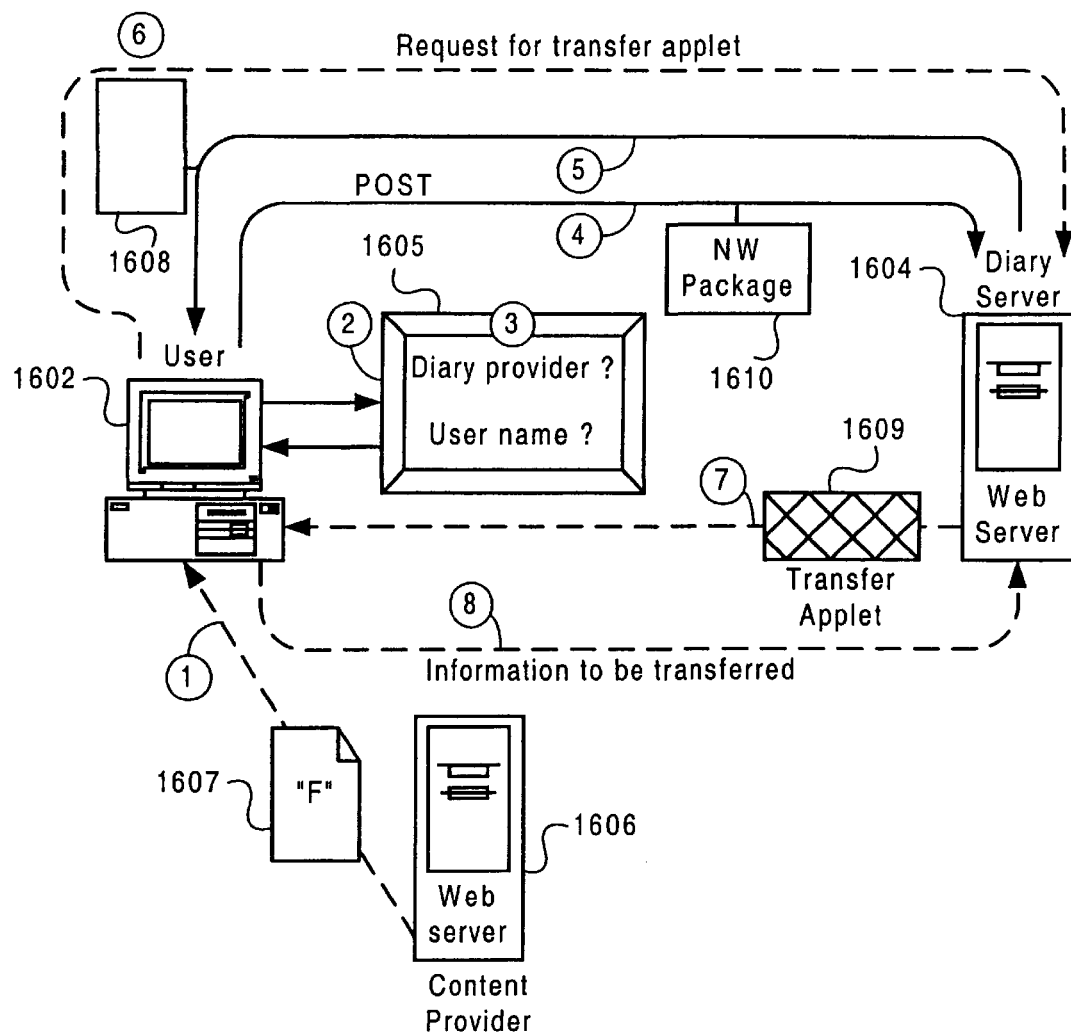 6
Request for transfer applet
5
POST
4
1608
1605
NW
Package
1604
Diary
Server
2
3
User
1602
Diary provider ?
User name ?
1610
1609
7
Web
Server
Transfer
Applet
8
1
Information to be transferred
1607
"F"
1606
Web
server
Content
Provider